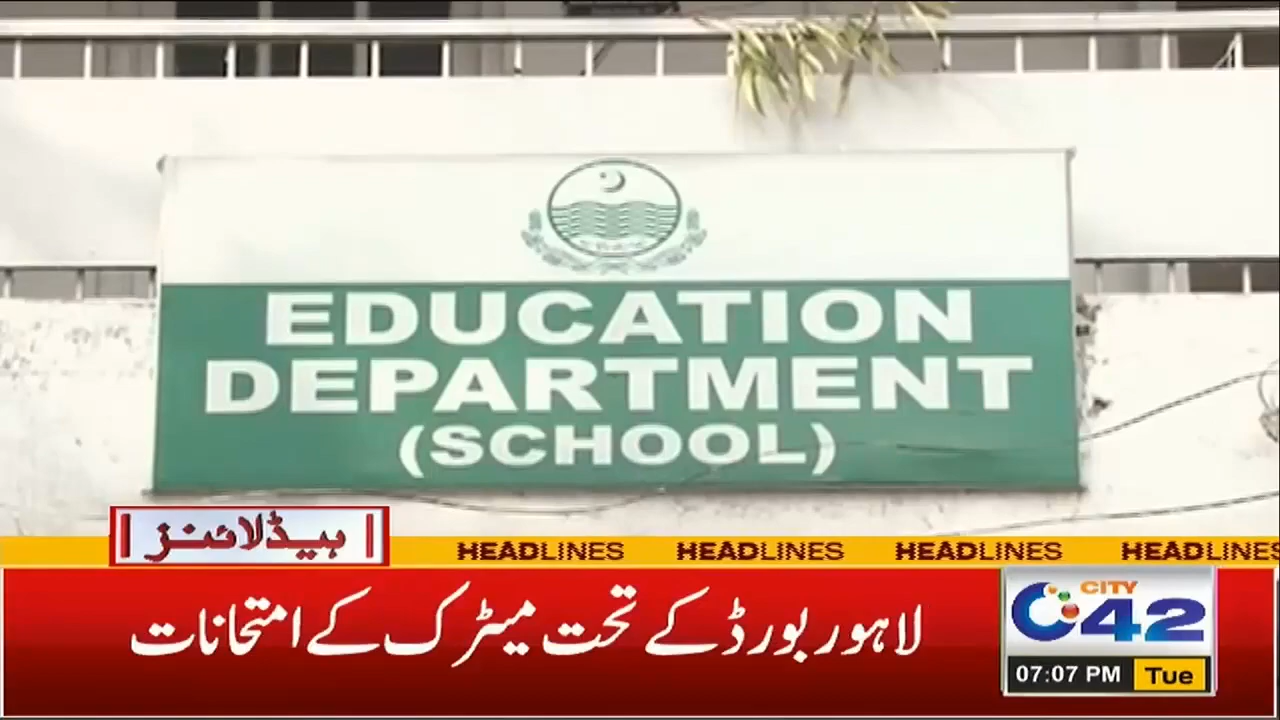 EDUCATION
DEPARTMENT
(SCHOOL)
ہیڈلائنز
HEADLINES HEADLINES HEADLINES HEADLINES
لاہور بورڈ کے تحت میٹرک کے امتحانات
CITY
42
07:07 PM Tue